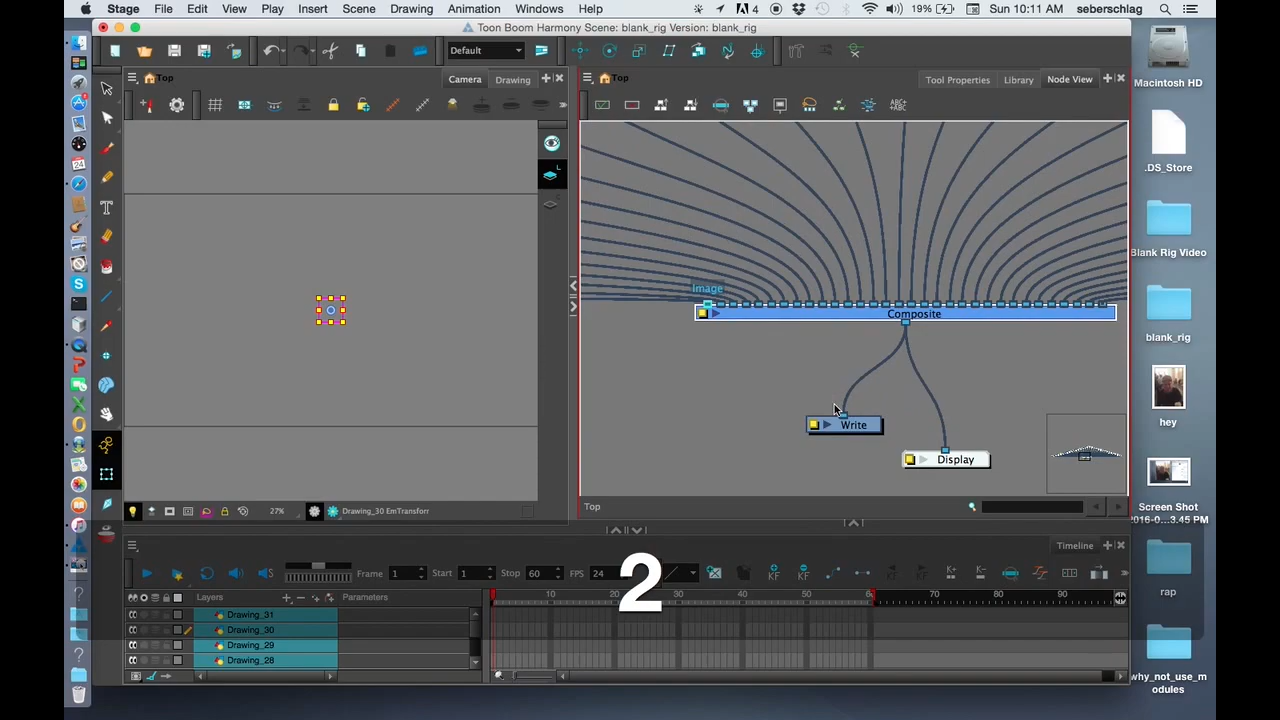 Stage File Edit View Play Insert Scene Drawing Animation Windows Help 4 19% Sun 10:11 AM seberschlag
Toon Boom Harmony Scene: blank_rig Version: blank_rig
Default
Top Camera Drawing
Top Tool Properties Library Node View
ABC
Image
Composite
Write
Display
Top
27% Drawing_30 EmTransforr
Timeline
Frame 1 Start 1 Stop 60 FPS 24
2
Layers Parameters
10 20 30 40 50 60 70 80 90
Drawing_31
Drawing_30
Drawing_29
Drawing_28
Macintosh HD
.DS_Store
Blank Rig Video
blank_rig
hey
Screen Shot
2016-0...3.45 PM
rap
why_not_use_m
odules